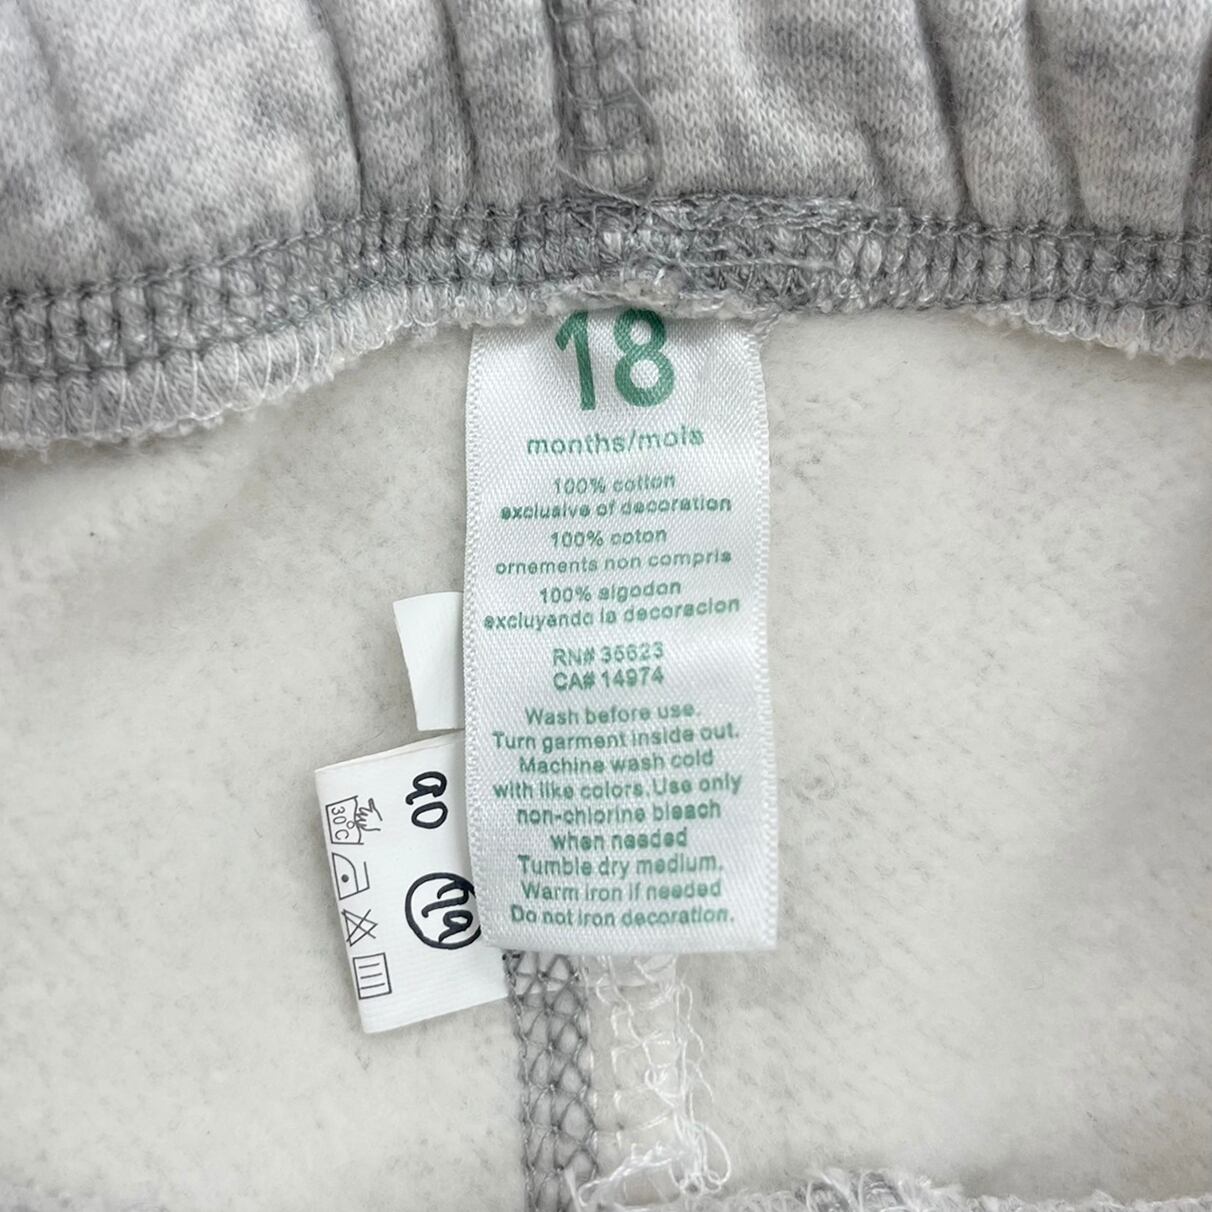 18
months/mois
100% cotton
exclusive of decoration
100% coton
ornements non compris
100% algodon
excluyendo la decoracion
RN# 35623
CA# 14974
Wash before use.
Turn garment inside out.
Machine wash cold
with like colors. Use only
non-chlorine bleach
when needed
Tumble dry medium.
Warm iron if needed
Do not iron decoration.
30°C